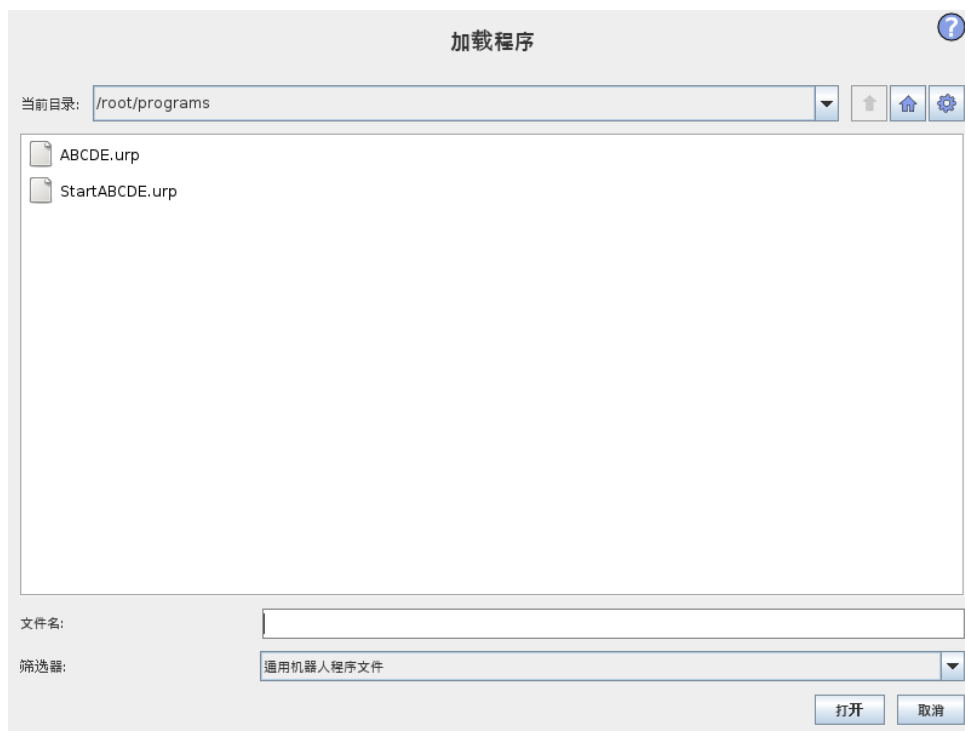 加载程序
当前目录: /root/programs
ABCDE.urp
StartABCDE.urp
文件名:
筛选器: 通用机器人程序文件
打开 取消